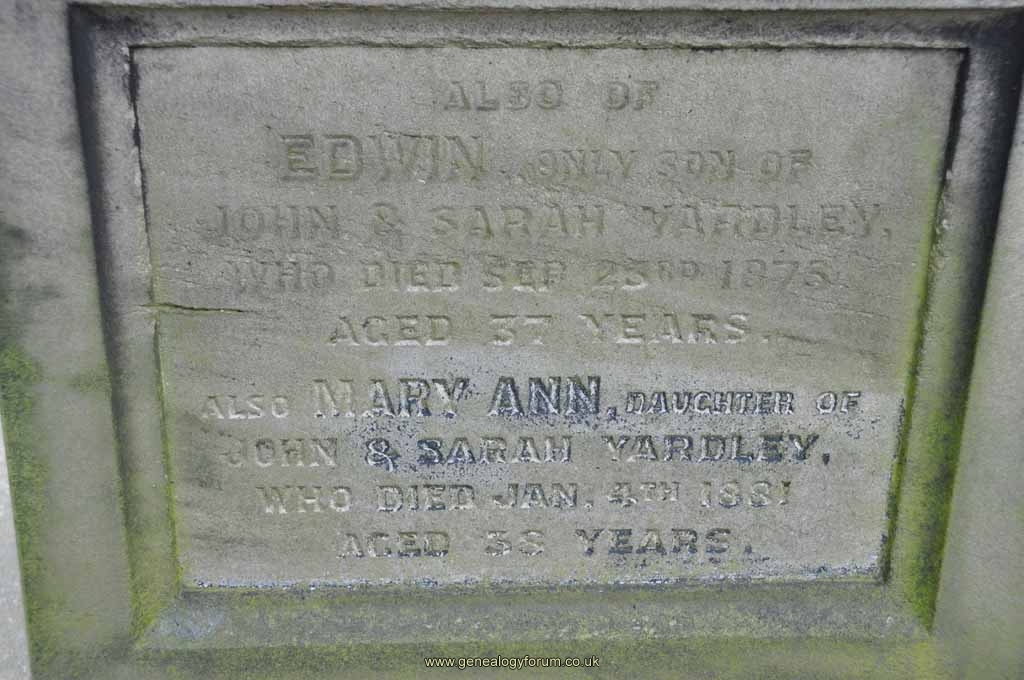 ALSO OF
EDWIN, ONLY SON OF
JOHN & SARAH YARDLEY,
WHO DIED SEP 23RD
AGED 37 YEARS.
ALSO MARY ANN, DAUGHTER OF
JOHN & SARAH YARDLEY,
WHO DIED JAN. 4TH 1881
AGED 38 YEARS.
www.genealogyforum.co.uk